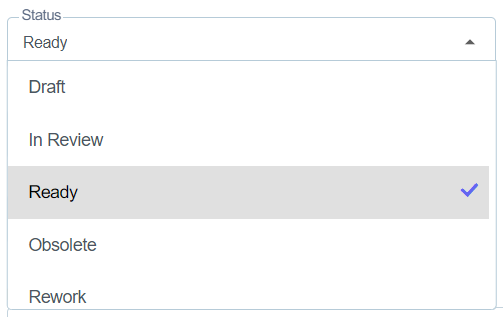 Status
Ready
Draft
In Review
Ready
Obsolete
Rework